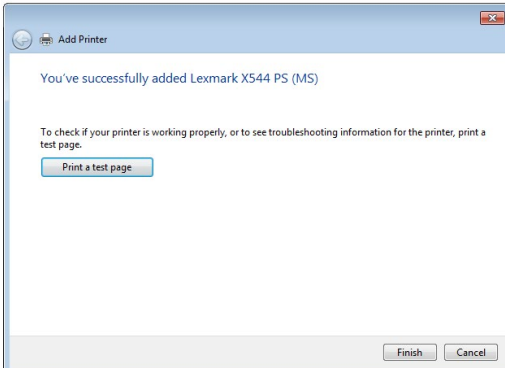 Add Printer
You've successfully added Lexmark X544 PS (MS)
To check if your printer is working properly, or to see troubleshooting information for the printer, print a
test page.
Print a test page
Finish Cancel